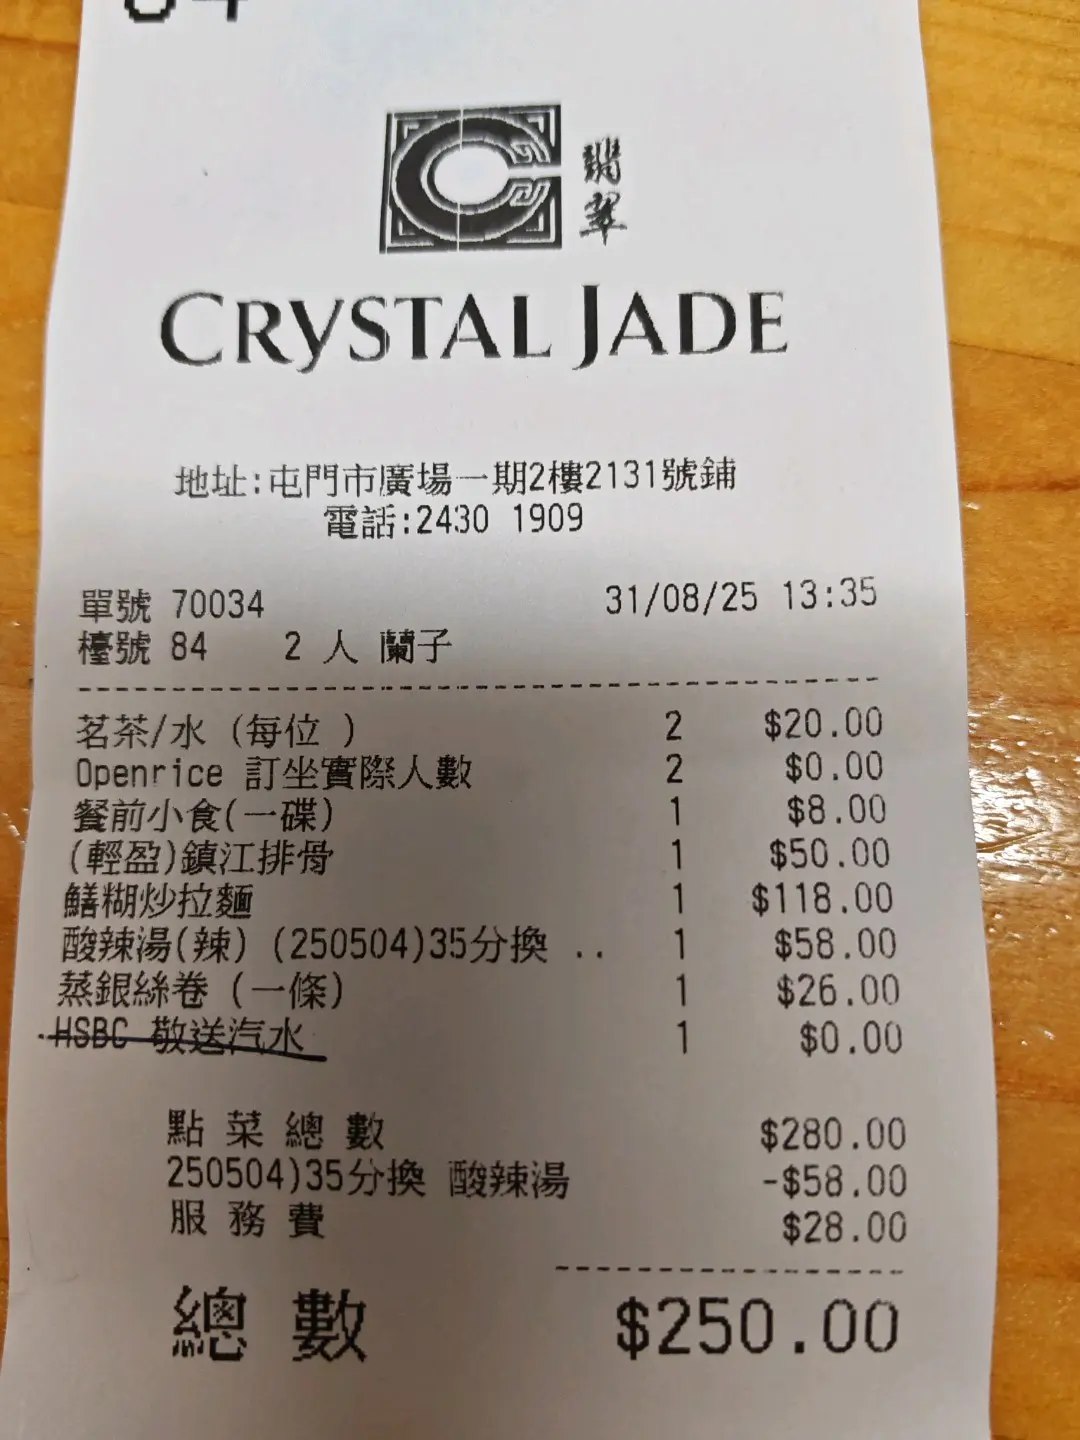 翡翠
CRYSTAL JADE
地址:屯門市廣場一期2樓2131號鋪
電話:2430 1909
單號 70034 31/08/25 13:35
檯號 84 2 人 蘭子
茗茶/水 (每位 ) 2 $20.00
Openrice 訂坐實際人數 2 $0.00
餐前小食(一碟) 1 $8.00
(輕盈)鎮江排骨 1 $50.00
鱔糊炒拉麵 1 $118.00
酸辣湯(辣) (250504)35分換 .. 1 $58.00
蒸銀絲卷 (一條) 1 $26.00
HSBC 敬送汽水 1 $0.00
點 菜 總 數 $280.00
250504)35分換 酸辣湯 -$58.00
服 務 費 $28.00
總 數 $250.00